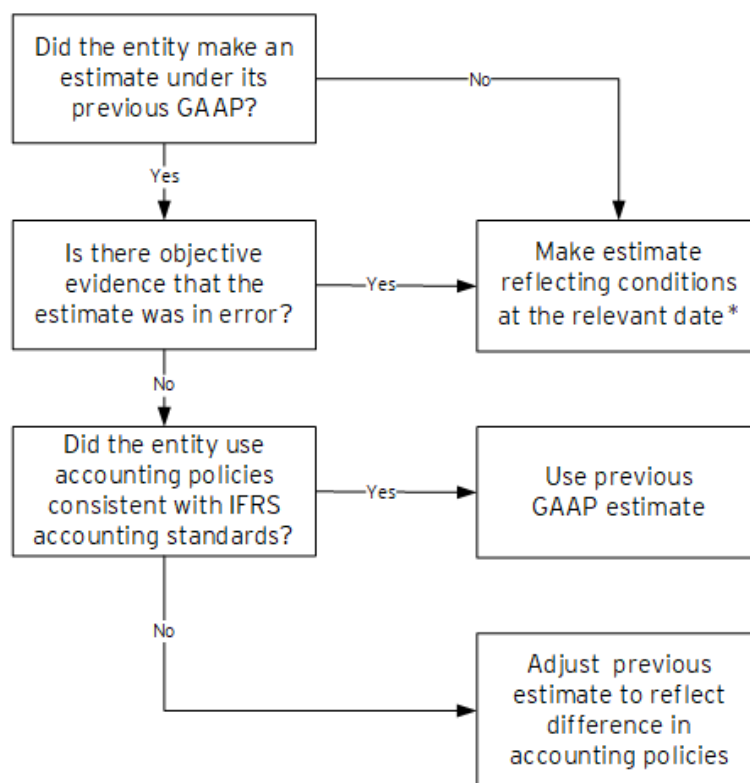 Did the entity make an
estimate under its
previous GAAP?
No
Yes
Is there objective
evidence that the
estimate was in error?
Yes
Make estimate
reflecting conditions
at the relevant date*
No
Did the entity use
accounting policies
consistent with IFRS
accounting standards?
Yes
Use previous
GAAP estimate
No
Adjust previous
estimate to reflect
difference in
accounting policies